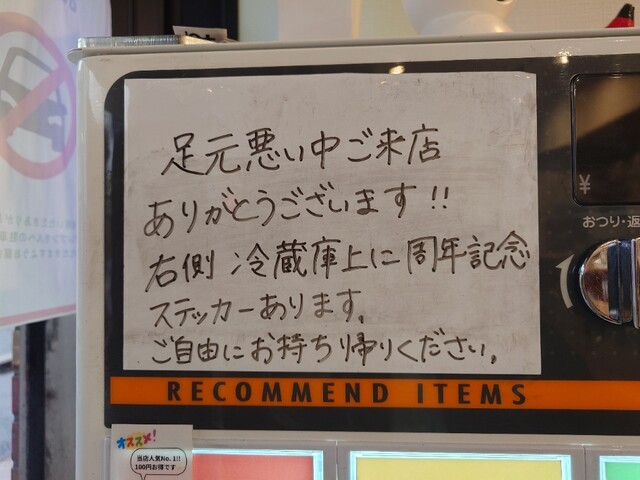 足元悪い中ご来店
ありがとうございます!!
右側 冷蔵庫上に周年記念
ステッカーあります。
ご自由にお持ち帰りください。
¥
おつり・返
RECOMMEND ITEMS
オススメ!
当店人気No.1!!
100円お得です